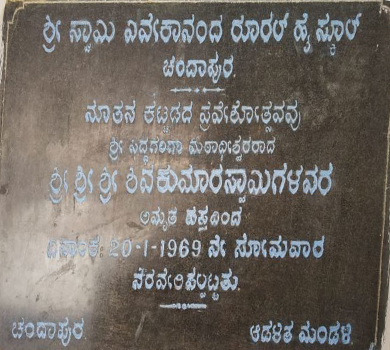 ಶ್ರೀ ಸ್ವಾಮಿ ವಿವೇಕಾನಂದ ರೂರಲ್ ಹೈಸ್ಕೂಲ್
ಚಂದಾಪುರ.
ನೂತನ ಕಟ್ಟಡದ ಪ್ರವೇಶೋತ್ಸವವು
ಶ್ರೀ ಸಿದ್ಧಗಂಗಾ ಮಠಾಧೀಶ್ವರರಾದ
ಶ್ರೀ ಶ್ರೀ ಶ್ರೀ ಶಿವಕುಮಾರಸ್ವಾಮಿಗಳವರ
ಅಮೃತ ಹಸ್ತದಿಂದ
ದಿನಾಂಕ: 20-1-1969 ನೇ ಸೋಮವಾರ
ನೆರವೇರಿಸಲ್ಪಟ್ಟಿತು.
ಚಂದಾಪುರ. ಆಡಳಿತ ಮಂಡಳಿ.